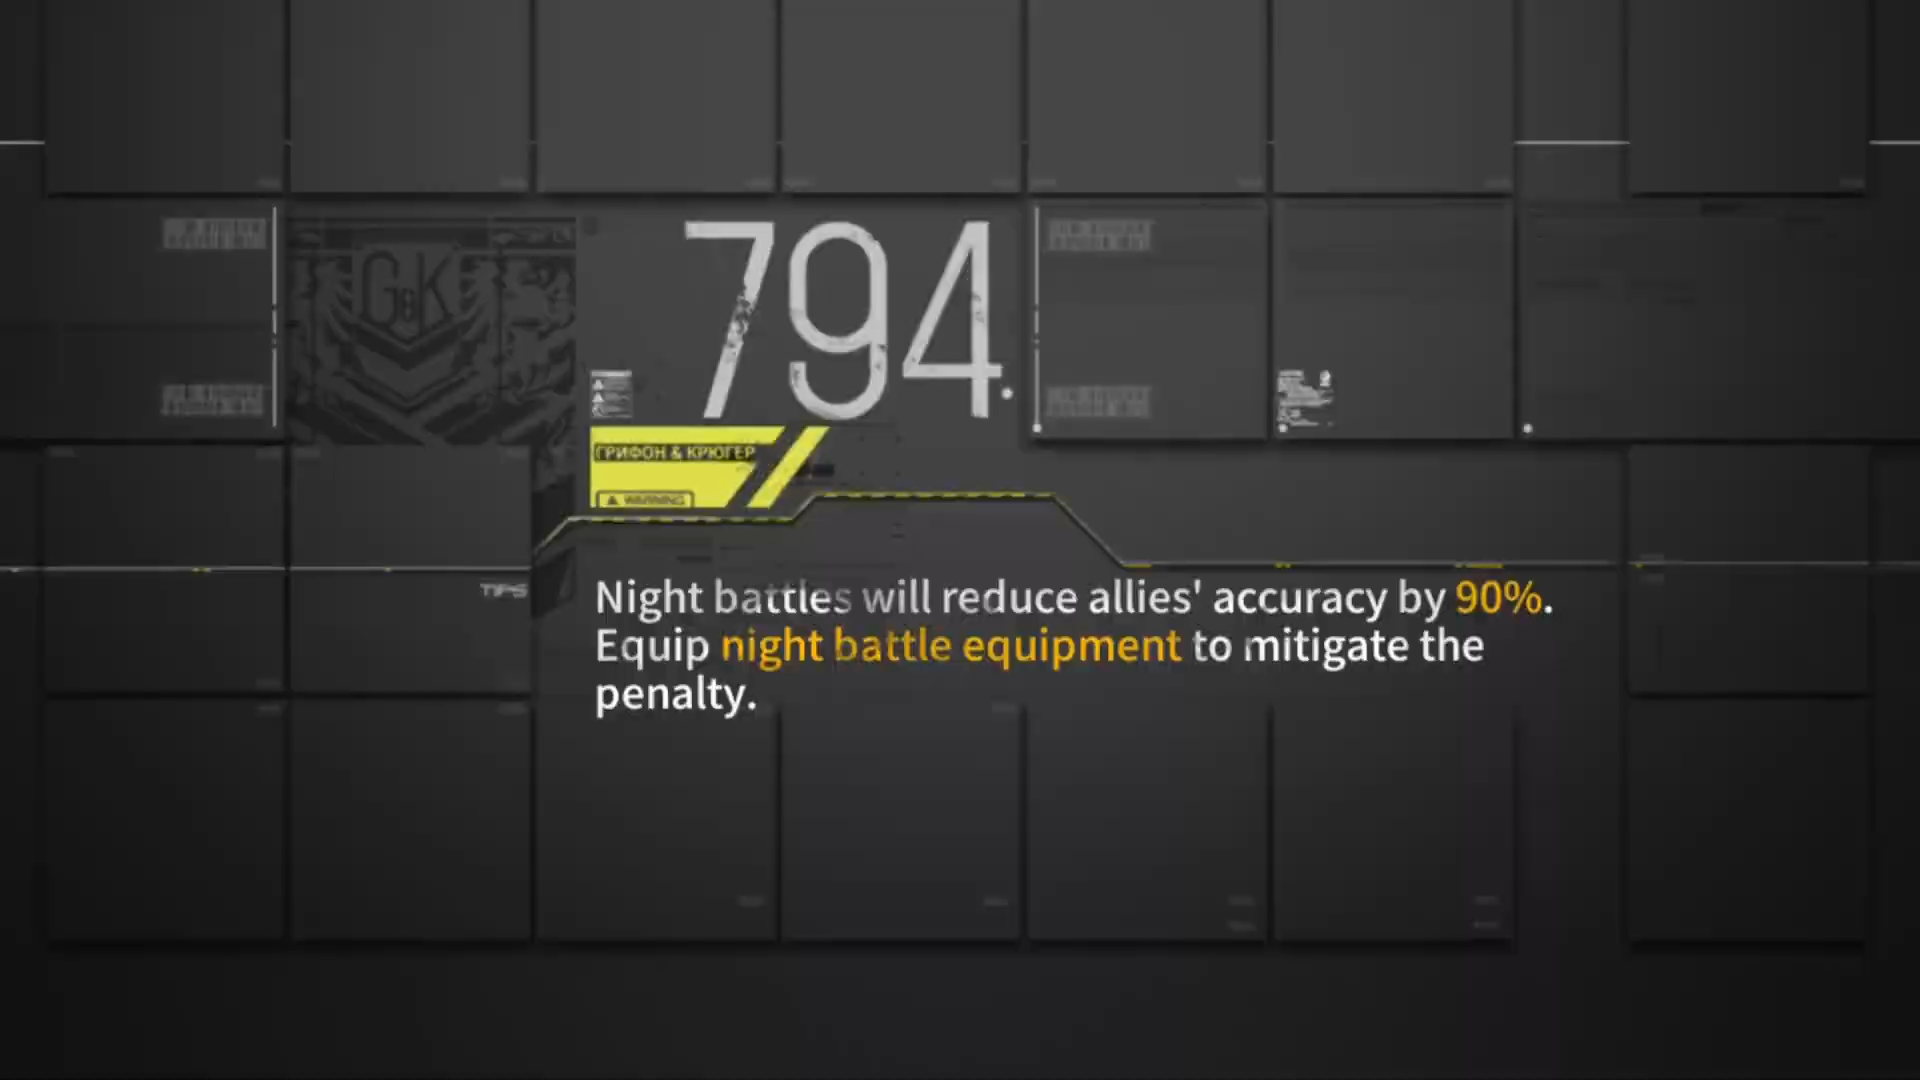 G&K
794.
ГРИФОН & КРЮГЕР
WARNING
TIPS
Night battles will reduce allies' accuracy by 90%.
Equip night battle equipment to mitigate the
penalty.